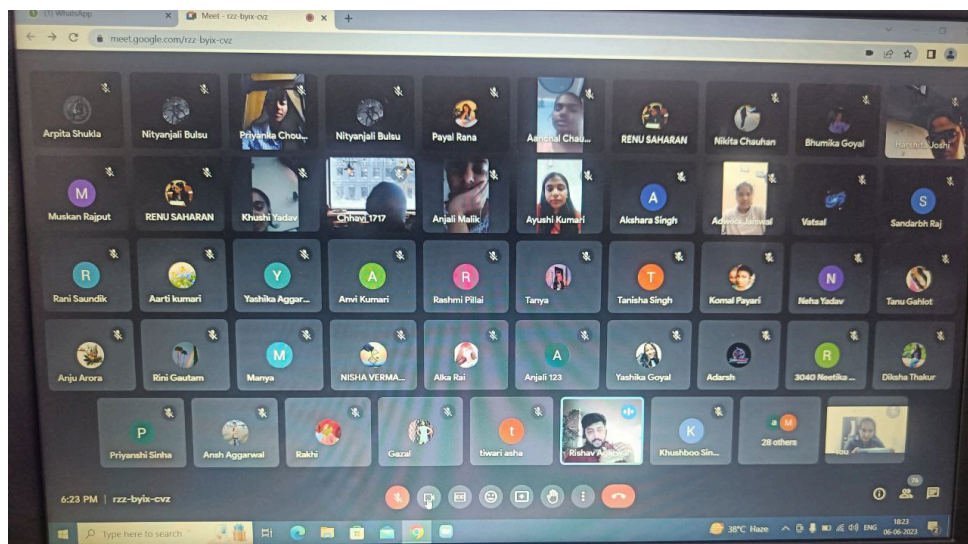 (1) WhatsApp
Meet - rzz-byix-cvz
meet.google.com/rzz-byix-cvz
Arpita Shukla
Nityanjali Bulsu
Priyanka Chou...
Nityanjali Bulsu
Payal Rana
Aanchal Chau...
RENU SAHARAN
Nikita Chauhan
Bhumika Goyal
Harshita Joshi
M
Muskan Rajput
RENU SAHARAN
Khushi Yadav
Chhavi 1717
Anjali Malik
Ayushi Kumari
A
Akshara Singh
Adwika Jaiswal
Vatsal
S
Sandarbh Raj
R
Rani Saundik
Aarti kumari
Y
Yashika Aggar...
A
Anvi Kumari
R
Rashmi Pillai
Tanya
T
Tanisha Singh
Komal Payari
N
Neha Yadav
Tanu Gahlot
Anju Arora
Rini Gautam
M
Manya
NISHA VERMA...
Alka Rai
A
Anjali 123
Yashika Goyal
Adarsh
R
3040 Neetika ...
Diksha Thakur
P
Priyanshi Sinha
Ansh Aggarwal
Rakhi
Gazal
t
tiwari asha
Rishav Agarwal
K
Khushboo Sin...
a M
28 others
You
6:23 PM | rzz-byix-cvz
76
Type here to search
38°C Haze
ENG
18:23
06-06-2023